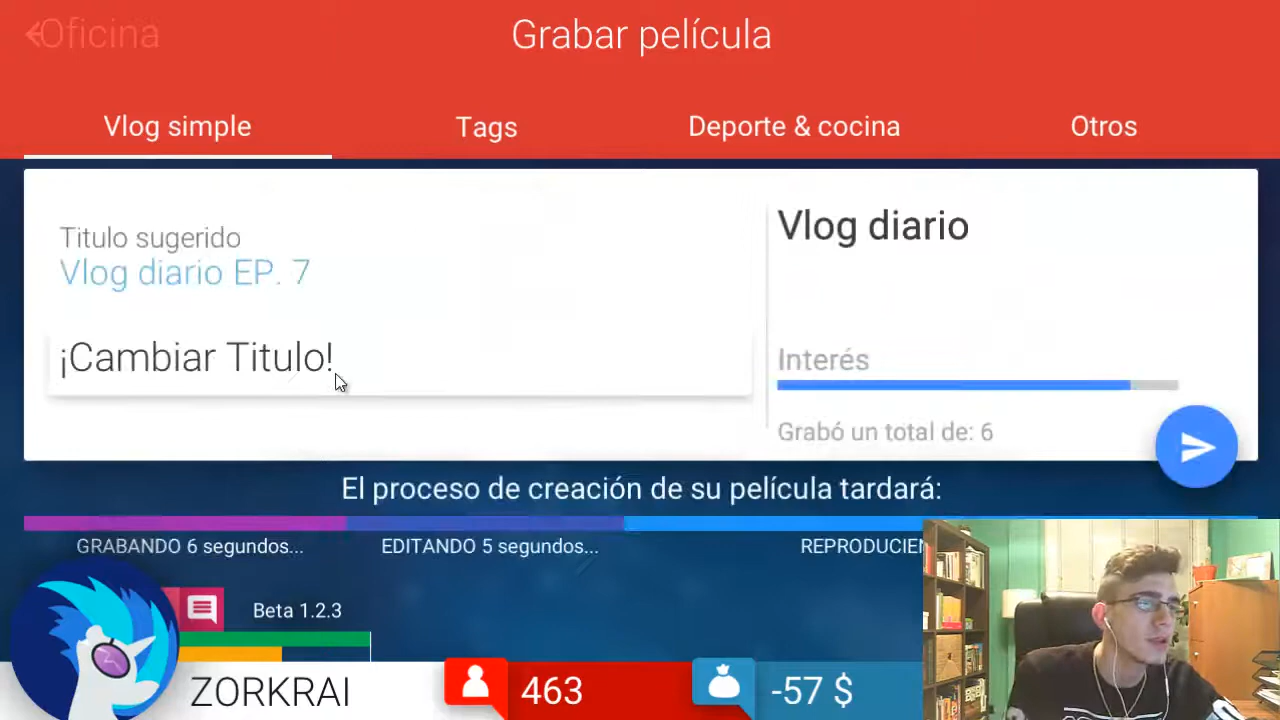 Oficina
Grabar película
Vlog simple
Tags
Deporte & cocina
Otros
Titulo sugerido
Vlog diario EP. 7
¡Cambiar Titulo!
Vlog diario
Interés
Grabó un total de: 6
El proceso de creación de su película tardará:
GRABANDO 6 segundos...
EDITANDO 5 segundos...
REPRODUCIEN
Beta 1.2.3
ZORKRAI
463
-57 $